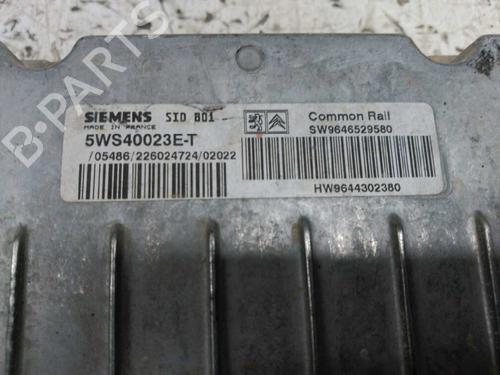 B-PARTS
SIEMENS SID 801
MADE IN FRANCE
5WS40023E-T
/05486/226024724/02022
Common Rail
SW9646529580
HW9644302380